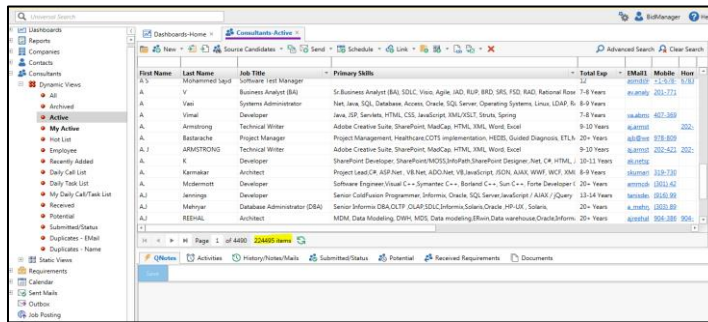 Universal Search
BidManager
Dashboards
Reports
Companies
Contacts
Consultants
Dynamic Views
All
Archived
Active
My Active
Hot List
Employee
Recently Added
Daily Call List
Daily Task List
My Daily Call/Task List
Received
Potential
Submitted/Status
Duplicates - EMail
Duplicates - Name
Static Views
Requirements
Calendar
Sent Mails
Outbox
Job Posting
Dashboards-Home × Consultants-Active ×
New Source Candidates Send Schedule Link Advanced Search Clear Search
First Name Last Name Job Title Primary Skills Total Exp EMail1 Mobile
A S Mohammed Sajid Software Test Manager 12
A V Business Analyst (BA) Sr.Business Analyst (BA), SDLC, Visio, Agile, JAD, RUP, BRD, SRS, FSD, RAD, Rational Rose 7-8 Years 201-771
A Vasi Systems Administrator Net, Java, SQL, Database, Access, Oracle, SQL Server, Operating Systems, Linux, LDAP, 8-9 Years
A Vimal Developer Java, JSP, Servlets, HTML, CSS, JavaScript, XML/XSLT, Struts, Spring 7-8 Years 407-369
A. Armstrong Technical Writer Adobe Creative Suite, SharePoint, MadCap, HTML, XML, Word, Excel 9-10 Years 202-
A. Bastarache Project Manager Project Management, Healthcare,COTS implementation, HEDIS, Guided Diagnosis, 20+ Years 978-809
A. J ARMSTRONG Technical Writer Adobe Creative Suite, SharePoint, MadCap, HTML, XML, Word, Excel 9-10 Years 202-421 202-
A. K Developer SharePoint Developer, SharePoint/MOSS,InfoPath,SharePoint Designer,.Net, C#, HTML, 10-11 Years
A. Karmakar Architect Project Lead,C#, ASP.Net , VB.Net, ADO.Net, VB,JavaScript, JSON, AJAX, WWF, WCF, 8-9 Years 319-730
A. Mcdermott Developer Software Engineer,Visual C++,Symantec C++, Borland C++, Sun C++, Forte Developer 20+ Years (301) 42
A.J Jennings Developer Senior ColdFusion Programmer, Informix, Oracle, SQL Server,JavaScript / AJAX / jQuery 13-14 Years (916) 99
A.J Mehryar Database Administrator (DBA) Senior Informix DBA,OLTP ,OLAP,SDLC,Informix,Solaris,Oracle ,HP-UX , Solaris, 20+ Years (303) 89
A.J REEHAL Architect MDM, Data Modeling, DWH, MDS, Data modeling,ERwin,Data warehouse,Oracle,Inform 20+ Years 904-386 904-
Page 1 of 4490 224495 items
QNotes Activities History/Notes/Mails Submitted/Status Potential Received Requirements Documents
Save